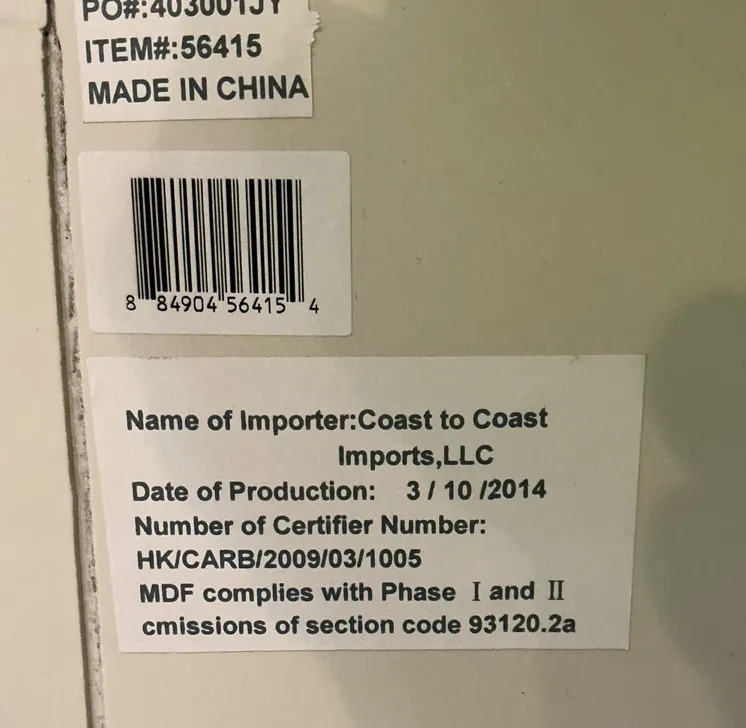 PO#:403001JY
ITEM#:56415
MADE IN CHINA
8 84904 56415 4
Name of Importer:Coast to Coast
Imports,LLC
Date of Production: 3 / 10 /2014
Number of Certifier Number:
HK/CARB/2009/03/1005
MDF complies with Phase Ⅰ and Ⅱ
cmissions of section code 93120.2a